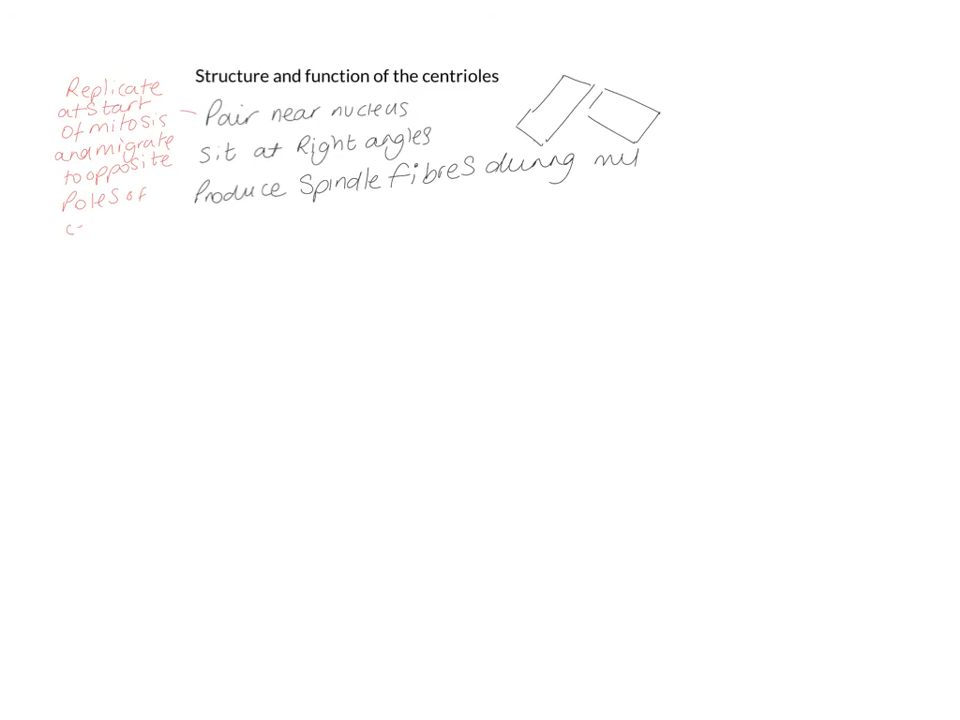 Structure and function of the centrioles
Replicate
at start
of mitosis
and migrate
to opposite
Poles of
- Pair near nucleus
sit at Right angles
Produce Spindle fibres during